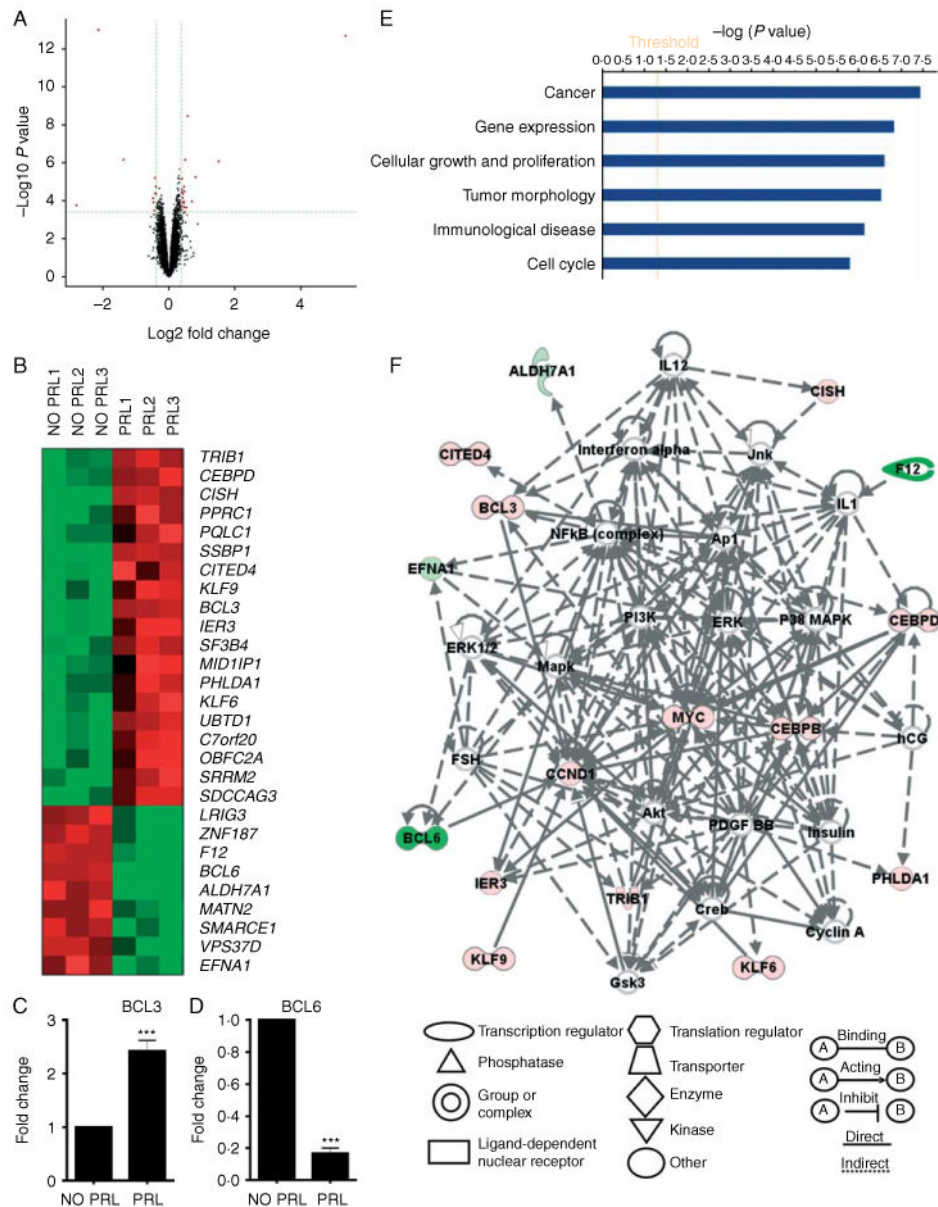 A
12
10
8
6
4
2
0
−Log10 P value
−2
0
2
4
Log2 fold change
E
−log (P value)
Threshold
0·0 0·5 1·0 1·5 2·0 2·5 3·0 3·5 4·0 4·5 5·0 5·5 6·0 6·5 7·0 7·5
Cancer
Gene expression
Cellular growth and proliferation
Tumor morphology
Immunological disease
Cell cycle
B
NO PRL1
NO PRL2
NO PRL3
PRL1
PRL2
PRL3
TRIB1
CEBPD
CISH
PPRC1
PQLC1
SSBP1
CITED4
KLF9
BCL3
IER3
SF3B4
MID1IP1
PHLDA1
KLF6
UBTD1
C7orf20
OBFC2A
SRRM2
SDCCAG3
LRIG3
ZNF187
F12
BCL6
ALDH7A1
MATN2
SMARCE1
VPS37D
EFNA1
F
ALDH7A1
IL12
CISH
CITED4
Interferon alpha
Jnk
F12
BCL3
IL1
NFkB (complex)
Ap1
EFNA1
PI3K
ERK
P38 MAPK
CEBPD
ERK1/2
Mapk
MYC
CEBPB
hCG
FSH
CCND1
Akt
PDGF BB
Insulin
BCL6
IER3
TRIB1
PHLDA1
Creb
Cyclin A
KLF9
KLF6
Gsk3
C
BCL3
3
2
1
0
Fold change
***
NO PRL
PRL
D
BCL6
1·0
0·8
0·6
0·4
0·2
0
Fold change
***
NO PRL
PRL
Transcription regulator
Phosphatase
Group or
complex
Ligand-dependent
nuclear receptor
Translation regulator
Transporter
Enzyme
Kinase
Other
A Binding B
A Acting B
A Inhibit B
Direct
Indirect